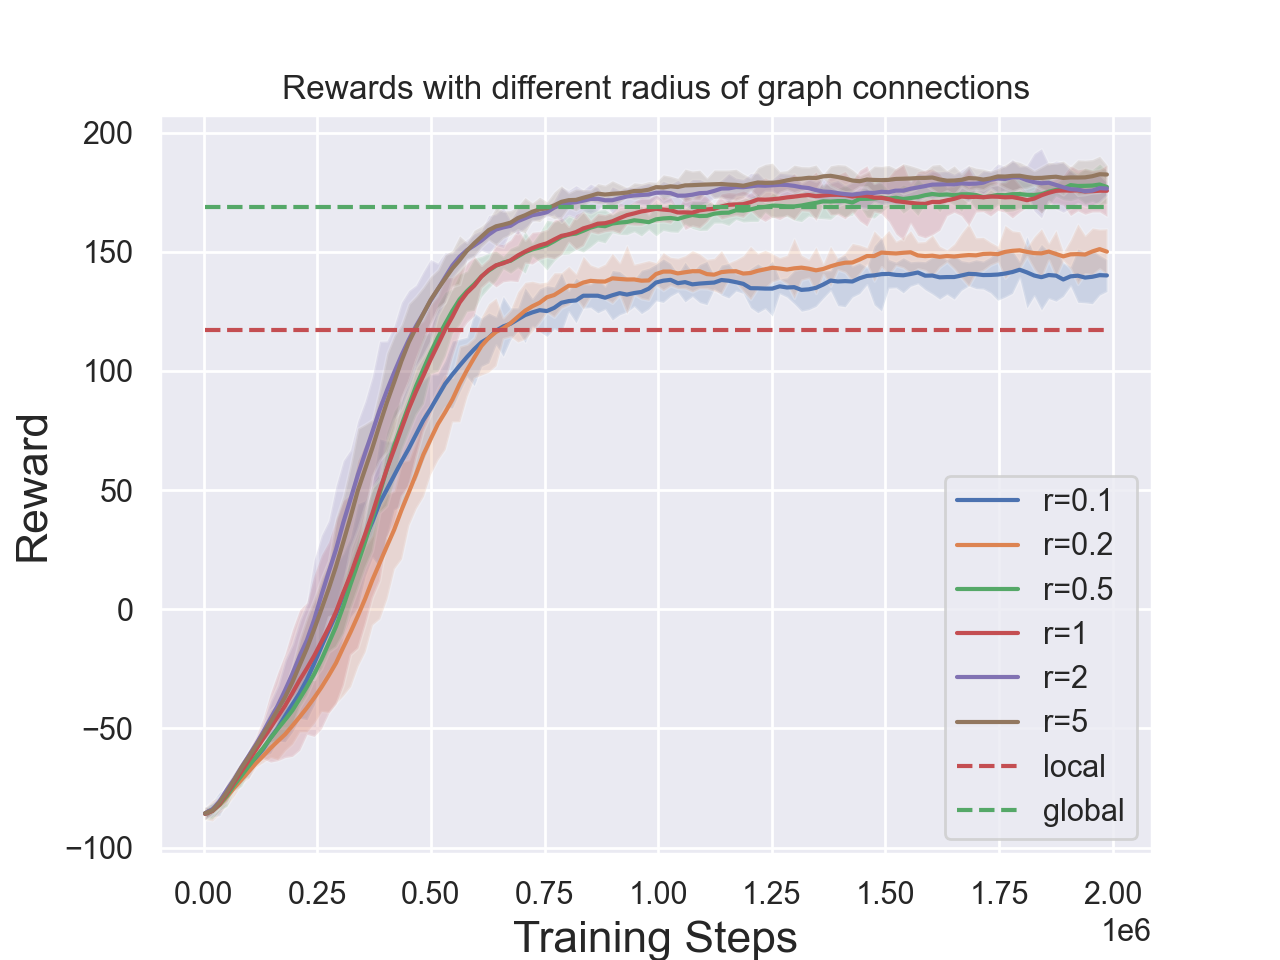 Rewards with different radius of graph connections
200
150
100
50
0
−50
−100
Reward
r=0.1
r=0.2
r=0.5
r=1
r=2
r=5
local
global
0.00 0.25 0.50 0.75 1.00 1.25 1.50 1.75 2.00
1e6
Training Steps